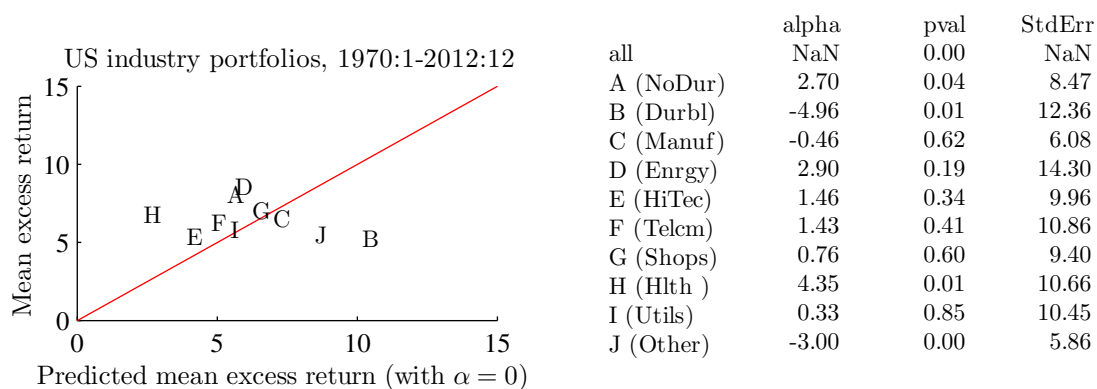 US industry portfolios, 1970:1-2012:12
15
10
5
0
Mean excess return
D
A
H
G
F
C
I
E
J
B
0 5 10 15
Predicted mean excess return (with α = 0)
alpha pval StdErr
all NaN 0.00 NaN
A (NoDur) 2.70 0.04 8.47
B (Durbl) -4.96 0.01 12.36
C (Manuf) -0.46 0.62 6.08
D (Enrgy) 2.90 0.19 14.30
E (HiTec) 1.46 0.34 9.96
F (Telcm) 1.43 0.41 10.86
G (Shops) 0.76 0.60 9.40
H (Hlth ) 4.35 0.01 10.66
I (Utils) 0.33 0.85 10.45
J (Other) -3.00 0.00 5.86